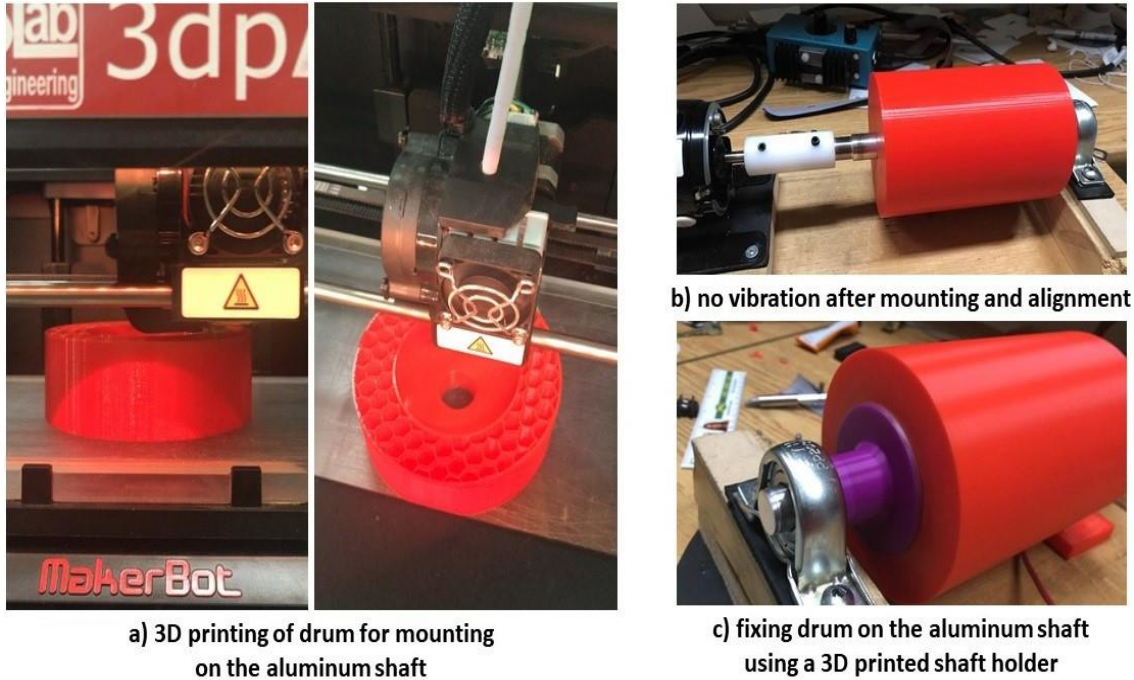 Lab
gineering
3dp
MakerBot
a) 3D printing of drum for mounting
on the aluminum shaft
b) no vibration after mounting and alignment
c) fixing drum on the aluminum shaft
using a 3D printed shaft holder